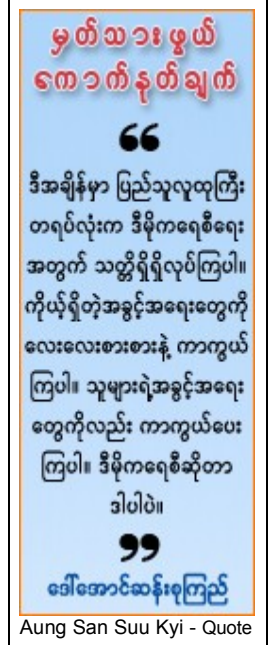 မှတ်သားဖွယ်
ကောက်နုတ်ချက်
“
ဒီအချိန်မှာ ပြည်သူလူထုကြီး
တရပ်လုံးက ဒီမိုကရေစီရေး
အတွက် သတ္တိရှိရှိလုပ်ကြပါ။
ကိုယ့်ရှိတဲ့အခွင့်အရေးတွေကို
လေးလေးစားစားနဲ့ ကာကွယ်
ကြပါ။ သူများရဲ့အခွင့်အရေး
တွေကိုလည်း ကာကွယ်ပေး
ကြပါ။ ဒီမိုကရေစီဆိုတာ
ဒါပါပဲ။
”
ဒေါ်အောင်ဆန်းစုကြည်
Aung San Suu Kyi - Quote